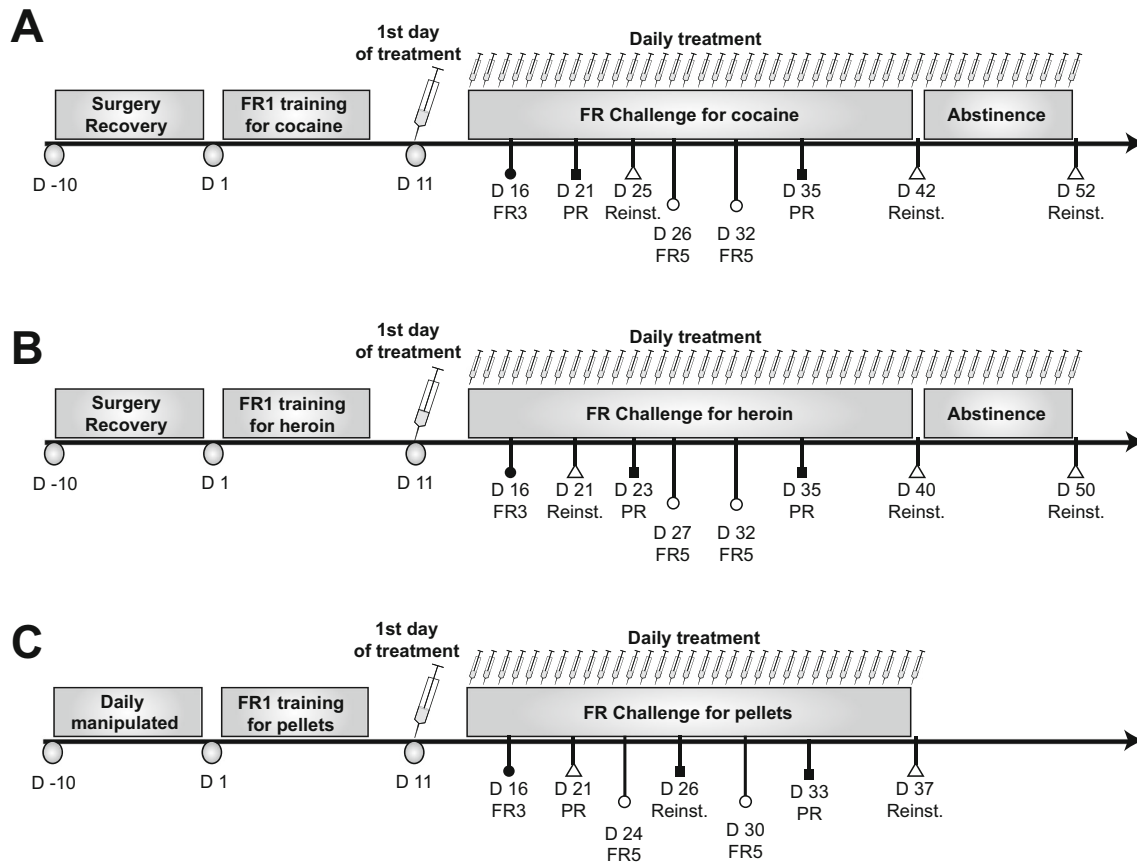 A
1st day
of treatment
Daily treatment
Surgery
Recovery
FR1 training
for cocaine
FR Challenge for cocaine
Abstinence
D -10
D 1
D 11
D 16
FR3
D 21
PR
D 25
Reinst.
D 26
FR5
D 32
FR5
D 35
PR
D 42
Reinst.
D 52
Reinst.
B
1st day
of treatment
Daily treatment
Surgery
Recovery
FR1 training
for heroin
FR Challenge for heroin
Abstinence
D -10
D 1
D 11
D 16
FR3
D 21
Reinst.
D 23
PR
D 27
FR5
D 32
FR5
D 35
PR
D 40
Reinst.
D 50
Reinst.
C
1st day
of treatment
Daily treatment
Daily
manipulated
FR1 training
for pellets
FR Challenge for pellets
D -10
D 1
D 11
D 16
FR3
D 21
PR
D 24
FR5
D 26
Reinst.
D 30
FR5
D 33
PR
D 37
Reinst.